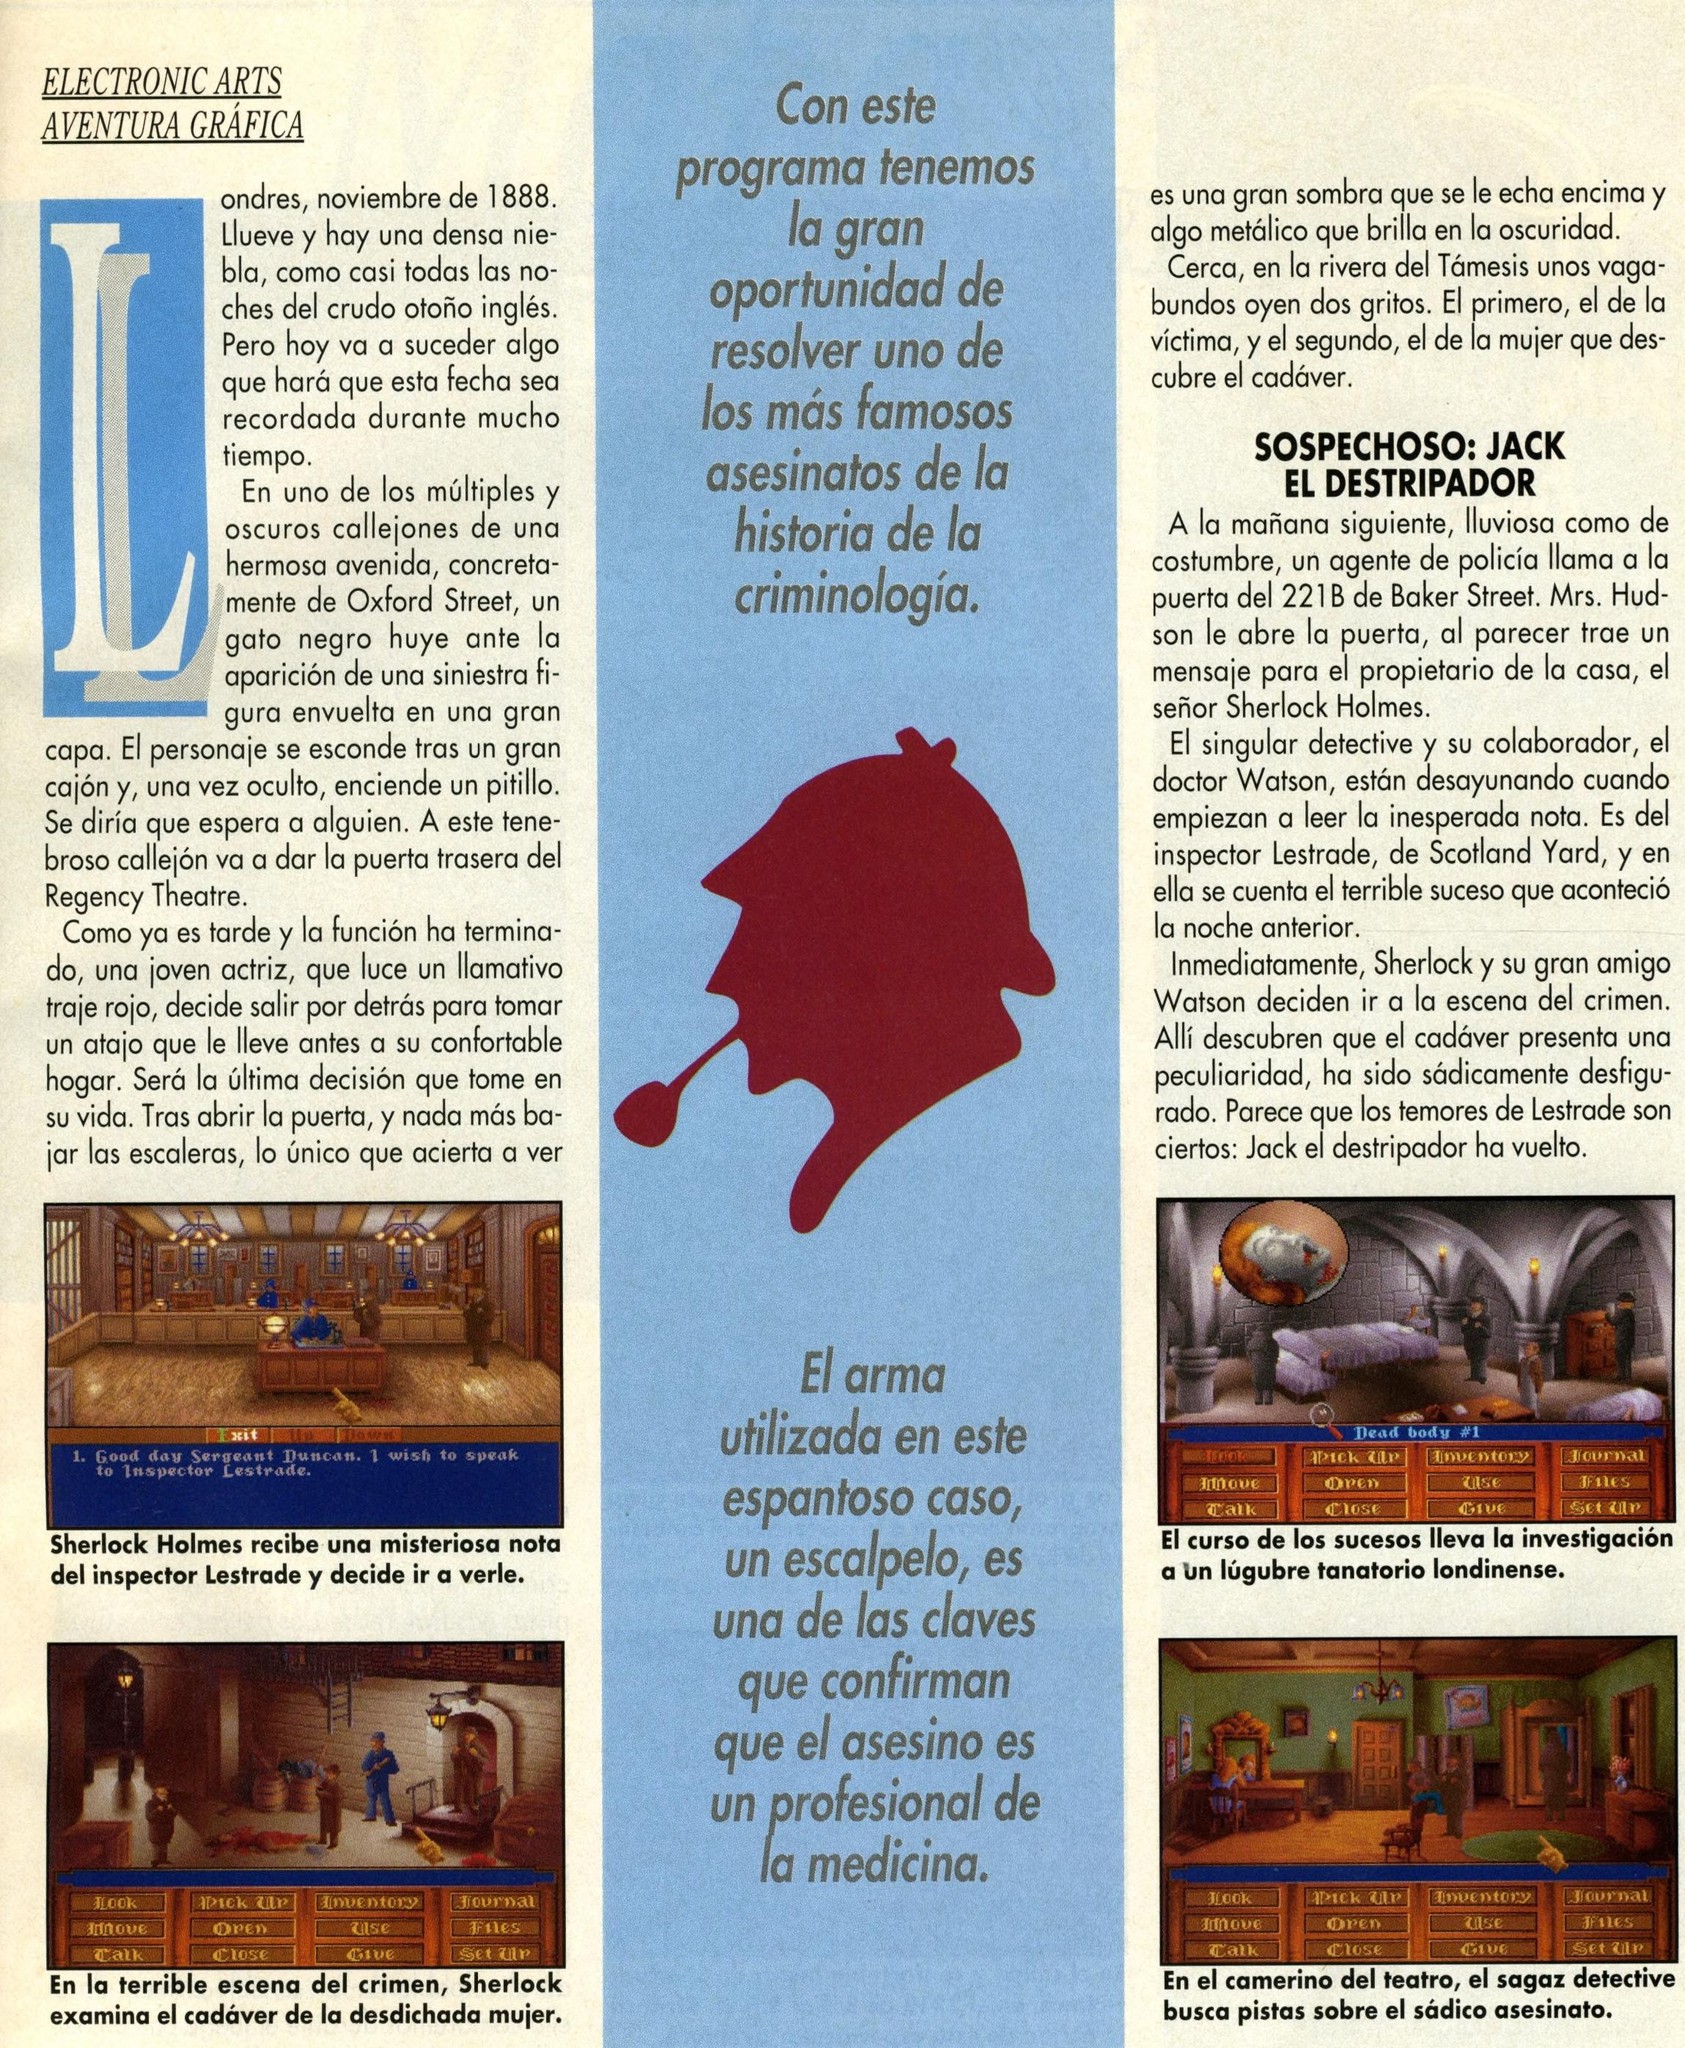 ELECTRONIC ARTS
AVENTURA GRÁFICA
Londres, noviembre de 1888.
Llueve y hay una densa nie-
bla, como casi todas las no-
ches del crudo otoño inglés.
Pero hoy va a suceder algo
que hará que esta fecha sea
recordada durante mucho
tiempo.
En uno de los múltiples y
oscuros callejones de una
hermosa avenida, concreta-
mente de Oxford Street, un
gato negro huye ante la
aparición de una siniestra fi-
gura envuelta en una gran
capa. El personaje se esconde tras un gran
cajón y, una vez oculto, enciende un pitillo.
Se diría que espera a alguien. A este tene-
broso callejón va a dar la puerta trasera del
Regency Theatre.
Como ya es tarde y la función ha termina-
do, una joven actriz, que luce un llamativo
traje rojo, decide salir por detrás para tomar
un atajo que le lleve antes a su confortable
hogar. Será la última decisión que tome en
su vida. Tras abrir la puerta, y nada más ba-
jar las escaleras, lo único que acierta a ver
Exit Up Down
1. Good day Sergeant Duncan. I wish to speak
to Inspector Lestrade.
Sherlock Holmes recibe una misteriosa nota
del inspector Lestrade y decide ir a verle.
Look Pick Up Inventory Journal
Move Open Use Files
Talk Close Give Set Up
En la terrible escena del crimen, Sherlock
examina el cadáver de la desdichada mujer.
Con este
programa tenemos
la gran
oportunidad de
resolver uno de
los más famosos
asesinatos de la
historia de la
criminología.
El arma
utilizada en este
espantoso caso,
un escalpelo, es
una de las claves
que confirman
que el asesino es
un profesional de
la medicina.
es una gran sombra que se le echa encima y
algo metálico que brilla en la oscuridad.
Cerca, en la rivera del Támesis unos vaga-
bundos oyen dos gritos. El primero, el de la
víctima, y el segundo, el de la mujer que des-
cubre el cadáver.
SOSPECHOSO: JACK
EL DESTRIPADOR
A la mañana siguiente, lluviosa como de
costumbre, un agente de policía llama a la
puerta del 221B de Baker Street. Mrs. Hud-
son le abre la puerta, al parecer trae un
mensaje para el propietario de la casa, el
señor Sherlock Holmes.
El singular detective y su colaborador, el
doctor Watson, están desayunando cuando
empiezan a leer la inesperada nota. Es del
inspector Lestrade, de Scotland Yard, y en
ella se cuenta el terrible suceso que aconteció
la noche anterior.
Inmediatamente, Sherlock y su gran amigo
Watson deciden ir a la escena del crimen.
Allí descubren que el cadáver presenta una
peculiaridad, ha sido sádicamente desfigu-
rado. Parece que los temores de Lestrade son
ciertos: Jack el destripador ha vuelto.
Dead body #1
Look Pick Up Inventory Journal
Move Open Use Files
Talk Close Give Set Up
El curso de los sucesos lleva la investigación
a un lúgubre tanatorio londinense.
Look Pick Up Inventory Journal
Move Open Use Files
Talk Close Give Set Up
En el camerino del teatro, el sagaz detective
busca pistas sobre el sádico asesinato.